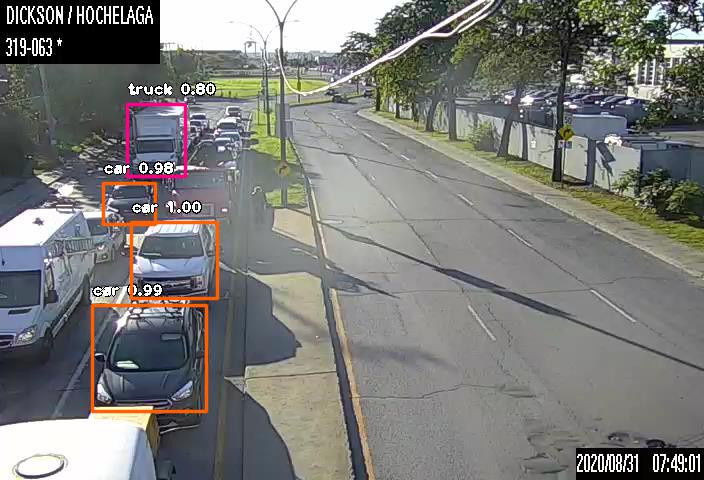 DICKSON / HOCHELAGA
319-063 *
truck 0.80
car 0.98
car 1.00
car 0.99
2020/08/31 07:49:01